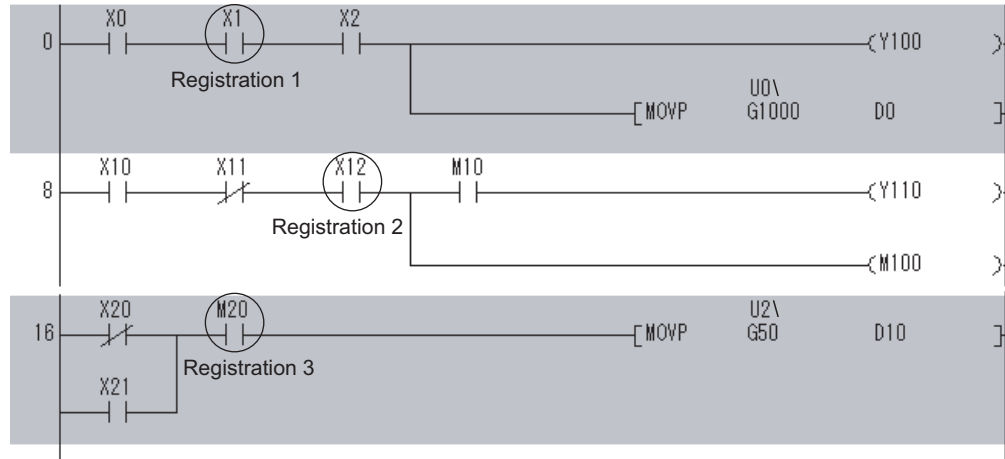 X0 X1 X2
0 Y100
Registration 1
U0\
MOVP G1000 D0
X10 X11 X12 M10
8 Y110
Registration 2
M100
X20 M20 U2\
16 MOVP G50 D10
Registration 3
X21